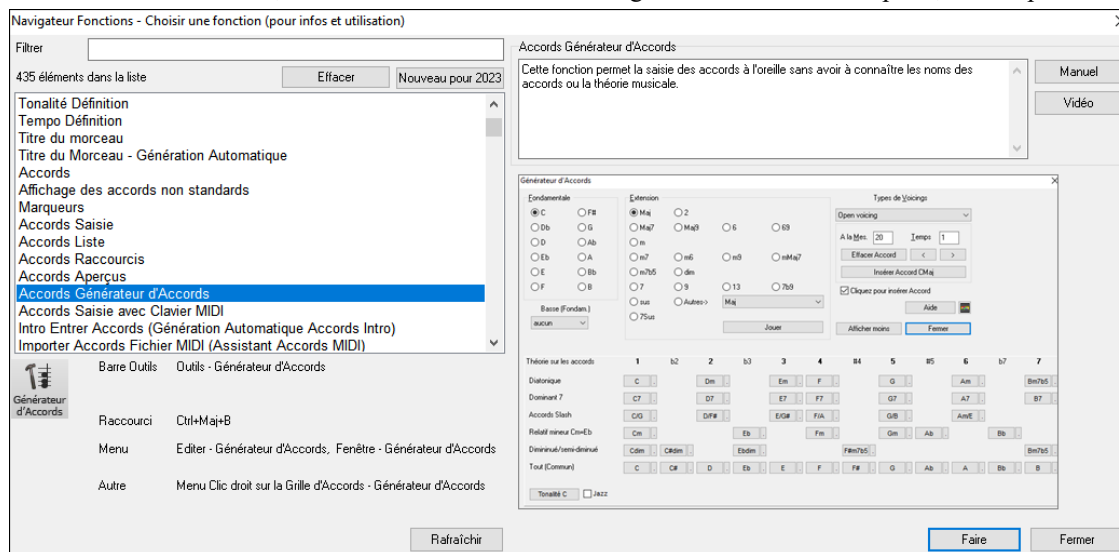 Navigateur Fonctions - Choisir une fonction (pour infos et utilisation)
Filtrer
435 éléments dans la liste
Effacer
Nouveau pour 2023
Tonalité Définition
Tempo Définition
Titre du morceau
Titre du Morceau - Génération Automatique
Accords
Affichage des accords non standards
Marqueurs
Accords Saisie
Accords Liste
Accords Raccourcis
Accords Aperçus
Accords Générateur d'Accords
Accords Saisie avec Clavier MIDI
Intro Entrer Accords (Génération Automatique Accords Intro)
Importer Accords Fichier MIDI (Assistant Accords MIDI)
Générateur
d'Accords
Barre Outils Outils - Générateur d'Accords
Raccourci Ctrl+Maj+B
Menu Editer - Générateur d'Accords, Fenêtre - Générateur d'Accords
Autre Menu Clic droit sur la Grille d'Accords - Générateur d'Accords
Rafraîchir
Accords Générateur d'Accords
Cette fonction permet la saisie des accords à l'oreille sans avoir à connaître les noms des
accords ou la théorie musicale.
Manuel
Vidéo
Générateur d'Accords
Fondamentale
C F#
Db G
D Ab
Eb A
E Bb
F B
Basse (Fondam.)
aucun
Extension
Maj 2
Maj7 Maj9 6 69
m
m7 m6 m9 mMaj7
m7b5 dim
7 9 13 7b9
sus Autres-> Maj
7Sus
Jouer
Types de Voicings
Open voicing
A la Mes. 20 Temps 1
Effacer Accord < >
Insérer Accord CMaj
Cliquez pour insérer Accord
Aide
Afficher moins Fermer
Théorie sur les accords 1 b2 2 b3 3 4 #4 5 #5 6 b7 7
Diatonique C Dm Em F G Am Bm7b5
Dominant 7 C7 D7 E7 F7 G7 A7 B7
Accords Slash C/G D/F# E/G# F/A G/B Am/E
Relatif mineur Cm=Eb Cm Eb Fm Gm Ab Bb
Diminiué/semi-deminué Cdim C#dim Ebdim F#m7b5 Bm7b5
Tout (Commun) C C# D Eb E F F# G Ab A Bb B
Tonalité C Jazz
Faire
Fermer